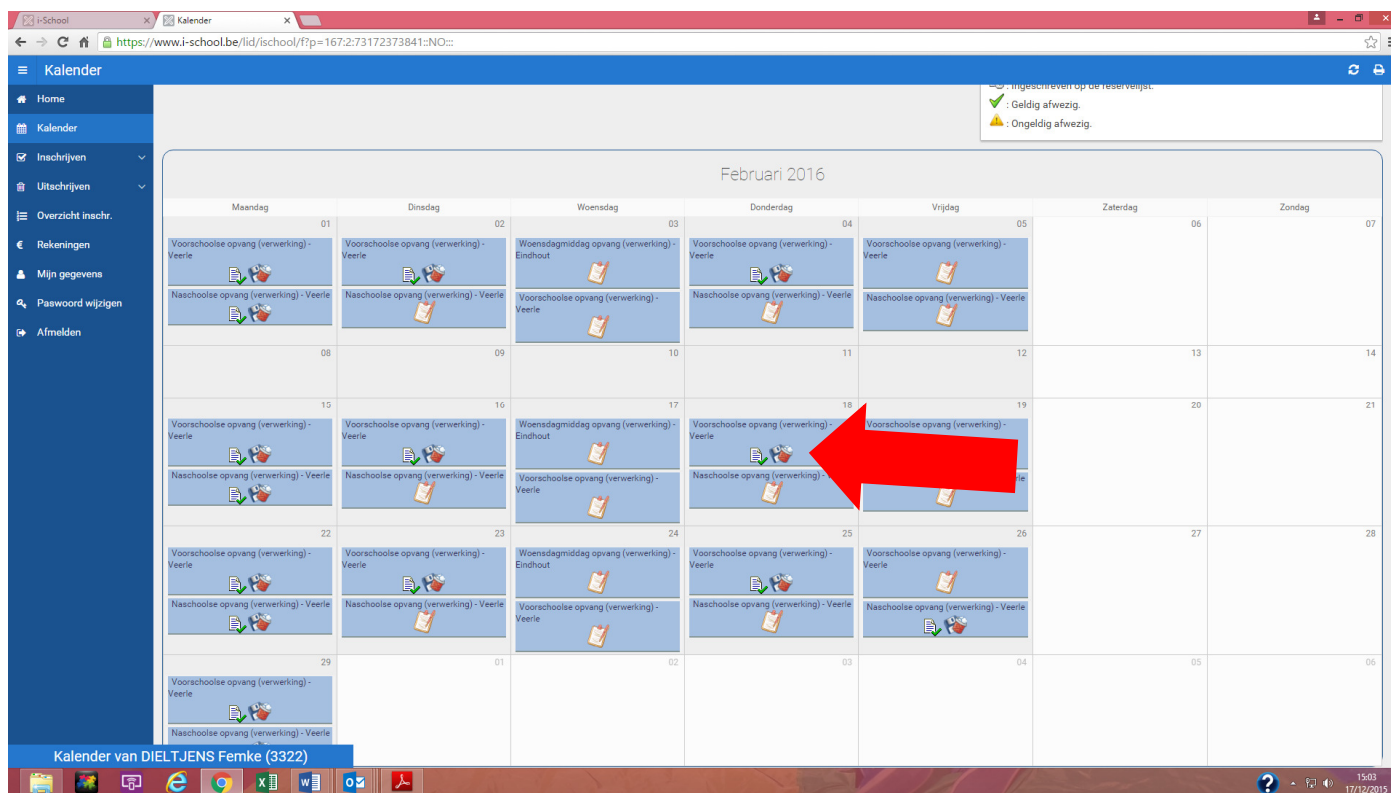 i-School
Kalender
https://www.i-school.be/lid/ischool/f?p=167:2:73172373841::NO:::
Kalender
Home
Kalender
Inschrijven
Uitschrijven
Overzicht inschr.
Rekeningen
Mijn gegevens
Paswoord wijzigen
Afmelden
: Ingeschreven op de reservelijst.
: Geldig afwezig.
: Ongeldig afwezig.
Februari 2016
Maandag Dinsdag Woensdag Donderdag Vrijdag Zaterdag Zondag
01 02 03 04 05 06 07
Voorschoolse opvang (verwerking) - Voorschoolse opvang (verwerking) - Woensdagmiddag opvang (verwerking) - Voorschoolse opvang (verwerking) - Voorschoolse opvang (verwerking) -
Veerle Veerle Eindhout Veerle Veerle
Naschoolse opvang (verwerking) - Veerle Naschoolse opvang (verwerking) - Veerle Voorschoolse opvang (verwerking) - Naschoolse opvang (verwerking) - Veerle Naschoolse opvang (verwerking) - Veerle
Veerle
08 09 10 11 12 13 14
15 16 17 18 19 20 21
Voorschoolse opvang (verwerking) - Voorschoolse opvang (verwerking) - Woensdagmiddag opvang (verwerking) - Voorschoolse opvang (verwerking) - Voorschoolse opvang (verwerking) -
Veerle Veerle Eindhout Veerle
Naschoolse opvang (verwerking) - Veerle Naschoolse opvang (verwerking) - Veerle Voorschoolse opvang (verwerking) - Naschoolse opvang (verwerking) -
Veerle
22 23 24 25 26 27 28
Voorschoolse opvang (verwerking) - Voorschoolse opvang (verwerking) - Woensdagmiddag opvang (verwerking) - Voorschoolse opvang (verwerking) - Voorschoolse opvang (verwerking) -
Veerle Veerle Eindhout Veerle Veerle
Naschoolse opvang (verwerking) - Veerle Naschoolse opvang (verwerking) - Veerle Voorschoolse opvang (verwerking) - Naschoolse opvang (verwerking) - Veerle Naschoolse opvang (verwerking) - Veerle
Veerle
29 01 02 03 04 05 06
Voorschoolse opvang (verwerking) -
Veerle
Naschoolse opvang (verwerking) - Veerle
Kalender van DIELTJENS Femke (3322)
15:03
17/12/2015